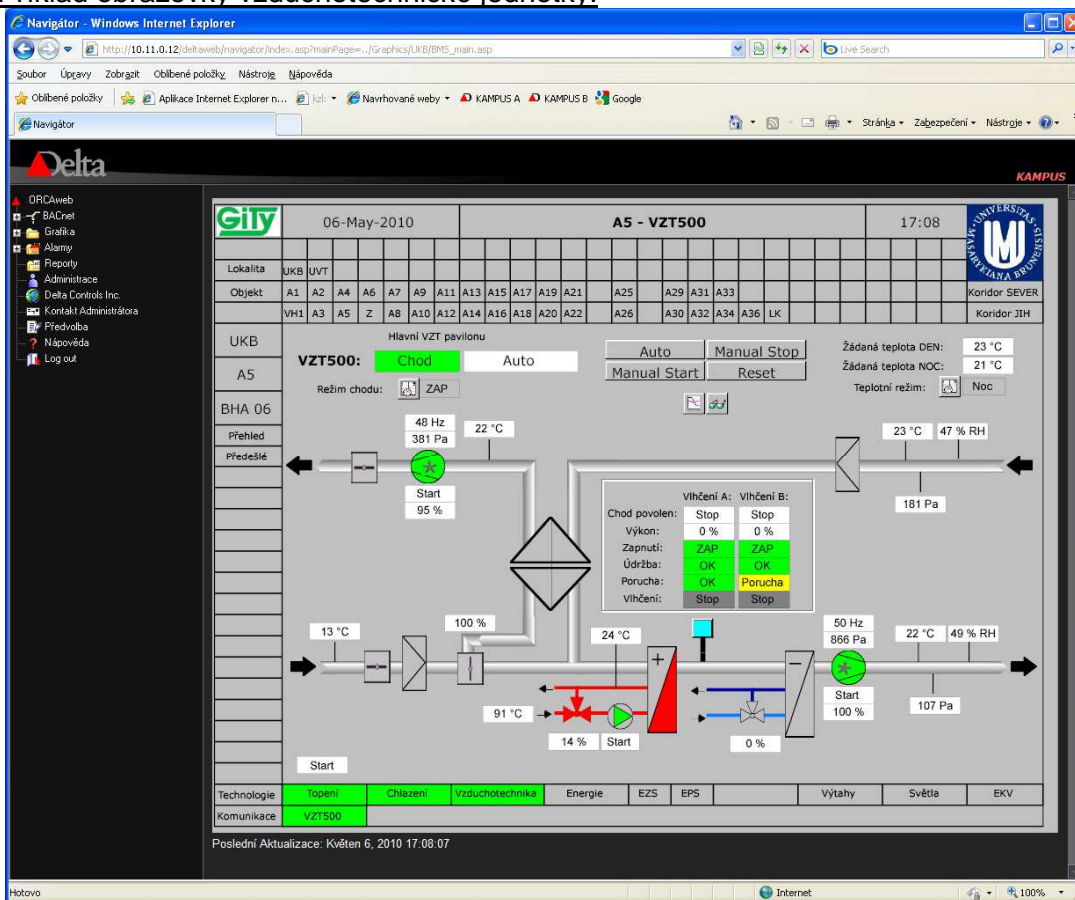 Příklad obrazovky vzduchotechnické jednotky:
Navigátor - Windows Internet Explorer
http://10.11.0.12/deltaweb/navigator/index.asp?mainPage=../Graphics/UKB/BMS_main.asp
Live Search
Soubor Úpravy Zobrazit Oblíbené položky Nástroje Nápověda
Oblíbené položky Aplikace Internet Explorer n... Navrhované weby KAMPUS A KAMPUS B Google
Navigátor
Stránka Zabezpečení Nástroje
Delta
KAMPUS
ORCAweb
BACnet
Grafika
Alarmy
Reporty
Administrace
Delta Controls Inc.
Kontakt Administrátora
Předvolba
Nápověda
Log out
GiTy 06-May-2010 A5 - VZT500 17:08
Lokalita UKB UVT
Objekt A1 A2 A4 A6 A7 A9 A11 A13 A15 A17 A19 A21 A25 A29 A31 A33 Koridor SEVER
VH1 A3 A5 Z A8 A10 A12 A14 A16 A18 A20 A22 A26 A30 A32 A34 A36 LK Koridor JIH
UKB
A5
BHA 06
Přehled
Předešlé
Hlavní VZT pavilonu
VZT500: Chod Auto
Režim chodu: ZAP
Auto Manual Stop
Manual Start Reset
Žádaná teplota DEN: 23 °C
Žádaná teplota NOC: 21 °C
Teplotní režim: Noc
48 Hz
381 Pa
22 °C
Start
95 %
23 °C 47 % RH
181 Pa
Vlhčení A: Vlhčení B:
Chod povolen: Stop Stop
Výkon: 0 % 0 %
Zapnutí: ZAP ZAP
Údržba: OK OK
Porucha: OK Porucha
Vlhčení: Stop Stop
13 °C
100 %
24 °C
+
−
91 °C
14 % Start
0 %
50 Hz
866 Pa
Start
100 %
22 °C 49 % RH
107 Pa
Start
Technologie Topení Chlazení Vzduchotechnika Energie EZS EPS Výtahy Světla EKV
Komunikace VZT500
Poslední Aktualizace: Květen 6, 2010 17:08:07
Hotovo Internet 100%